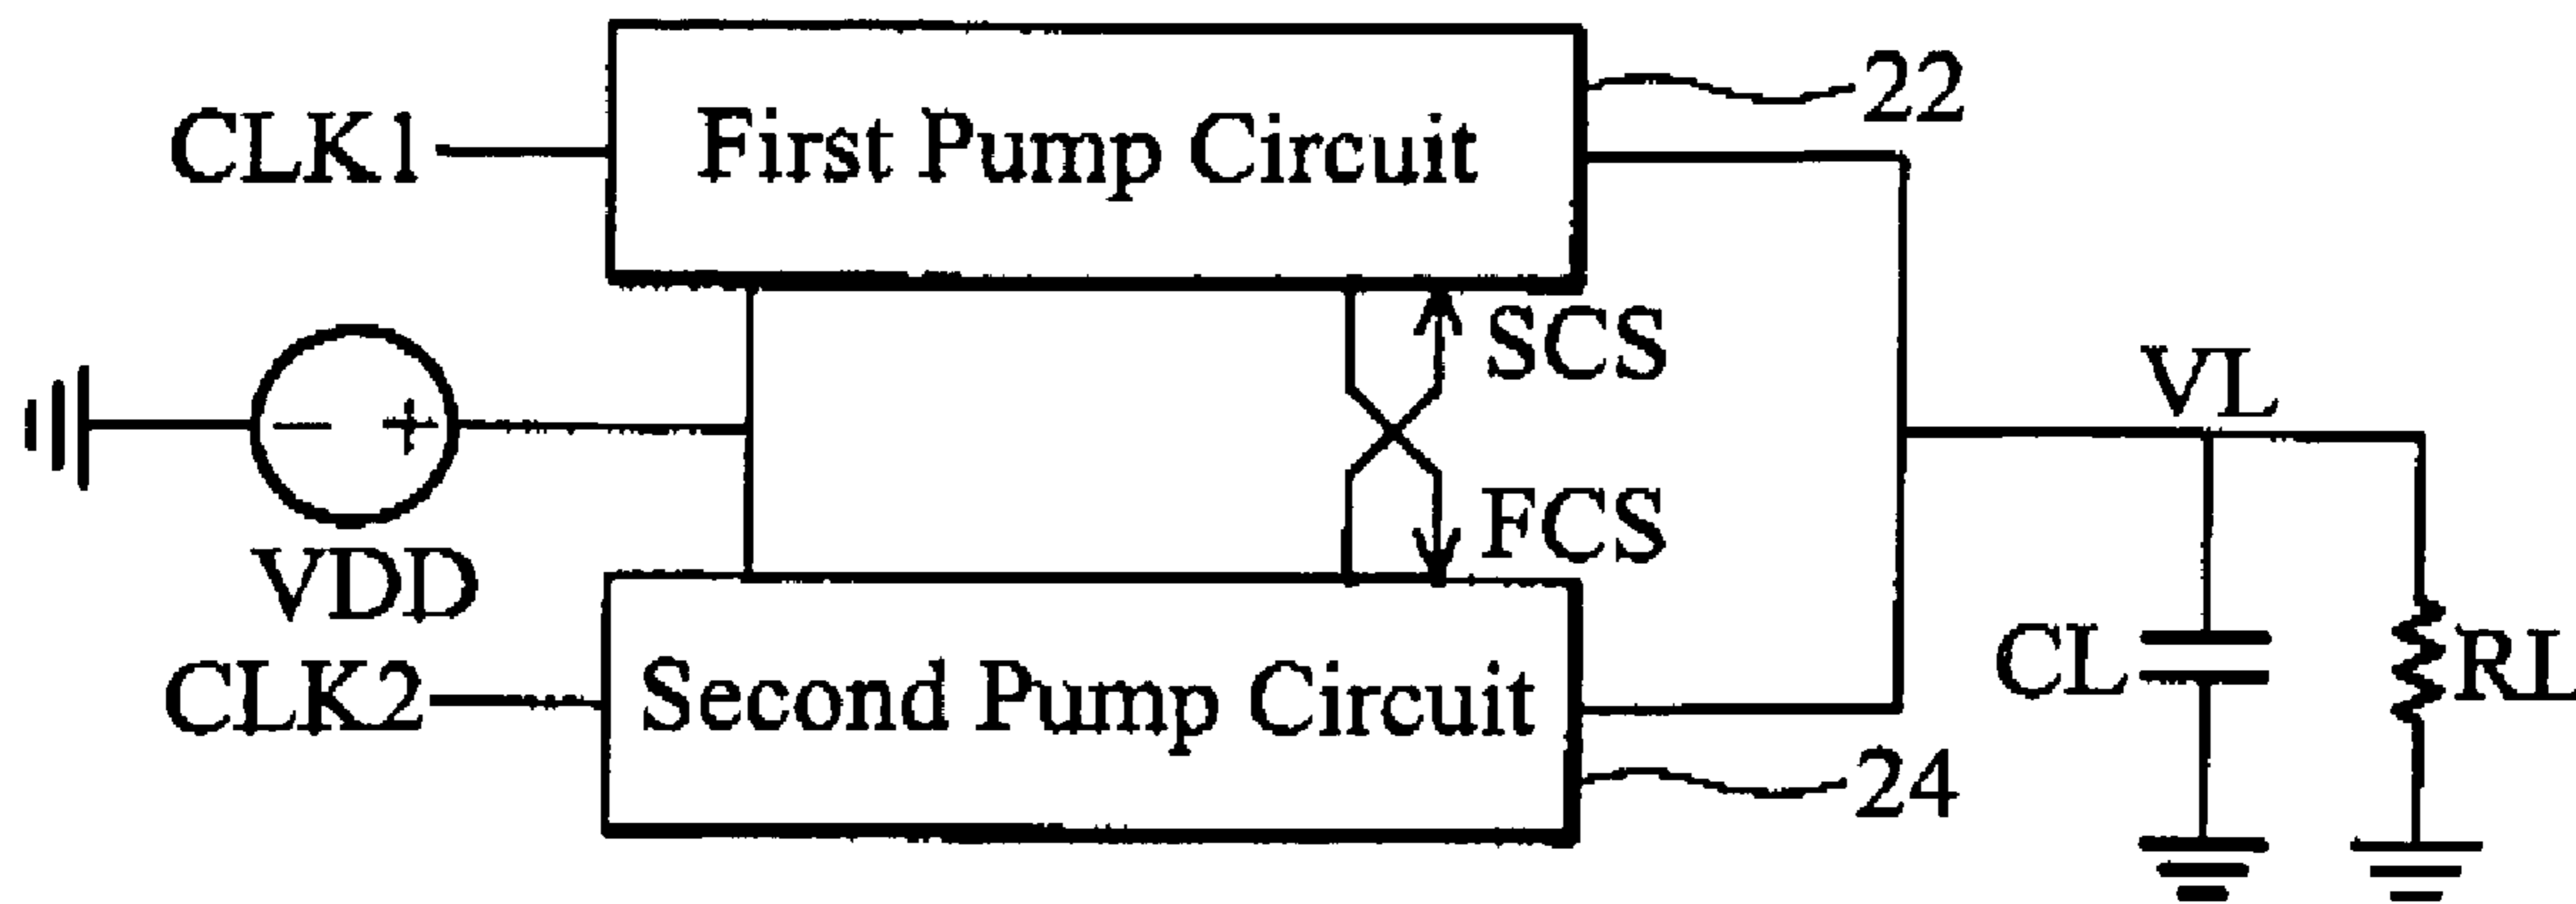 22
CLK1
First Pump Circuit
SCS
VL
− +
FCS
VDD
CL
RL
CLK2
Second Pump Circuit
24